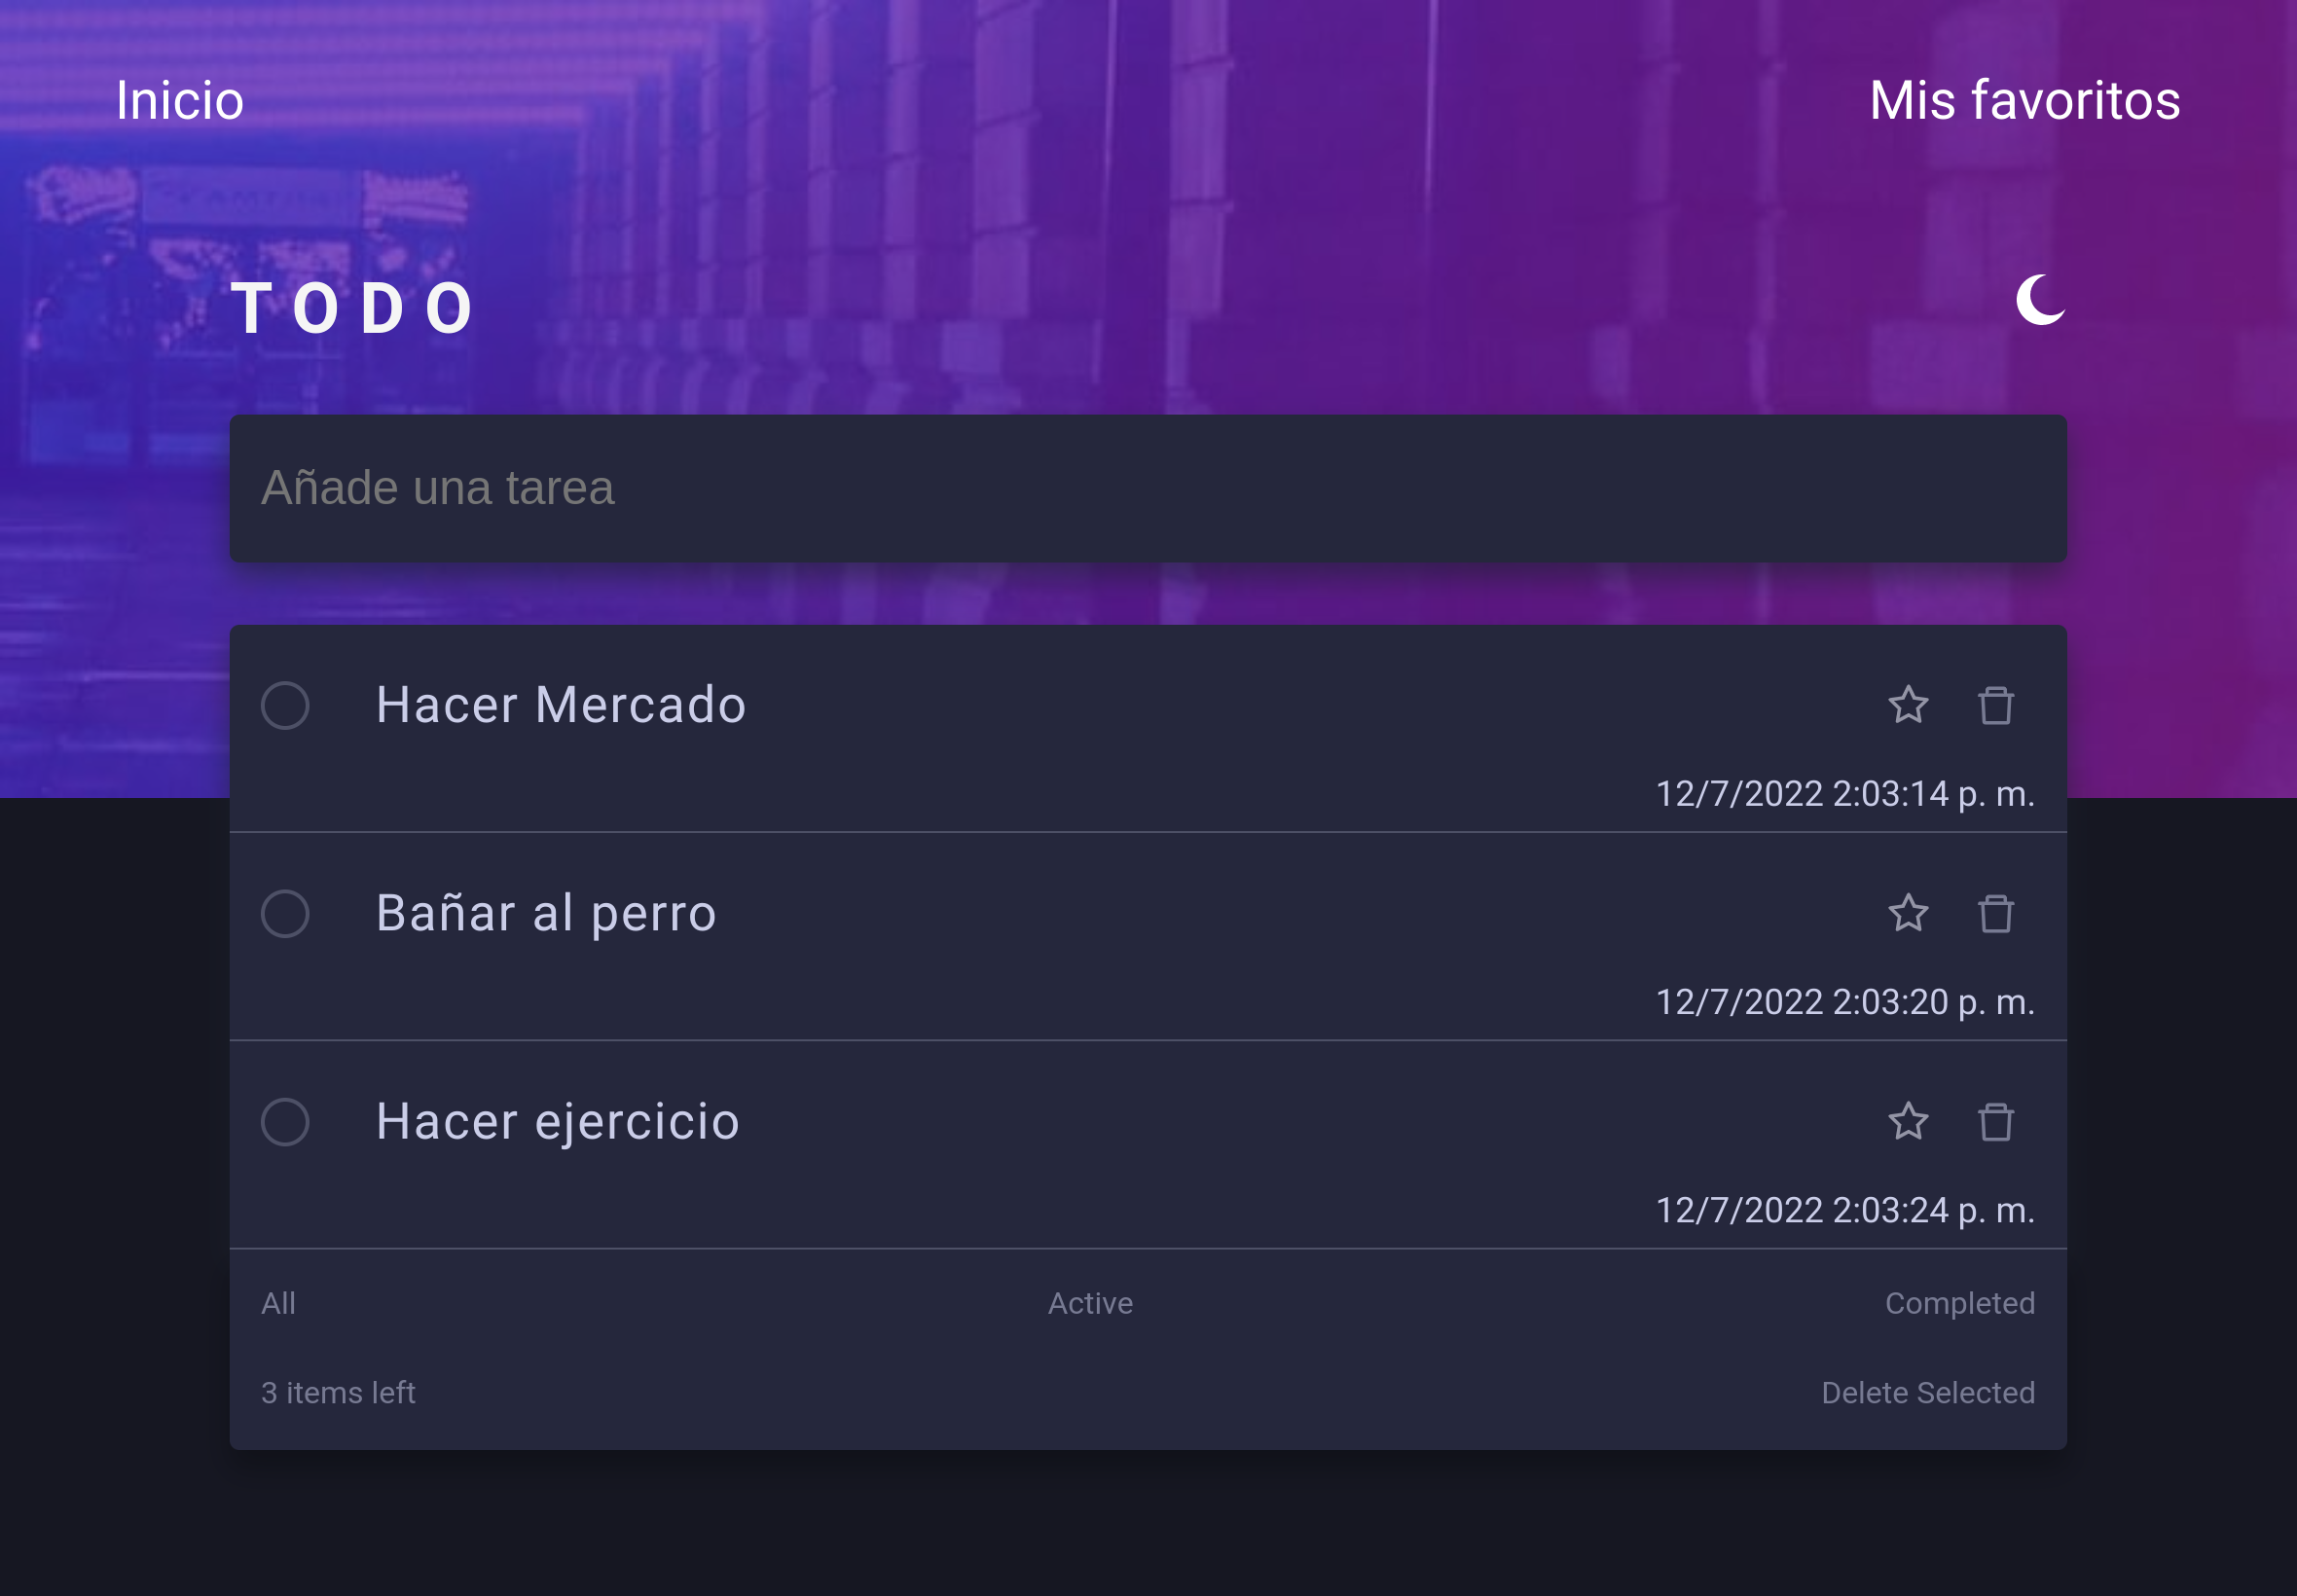 Inicio Mis favoritos
TODO
Añade una tarea
Hacer Mercado
12/7/2022 2:03:14 p. m.
Bañar al perro
12/7/2022 2:03:20 p. m.
Hacer ejercicio
12/7/2022 2:03:24 p. m.
All Active Completed
3 items left Delete Selected